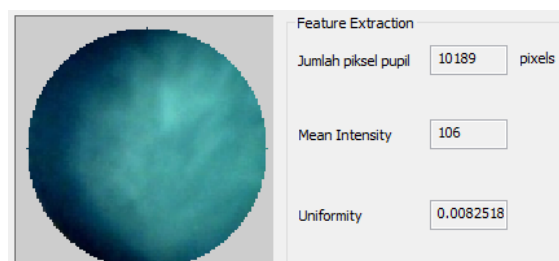 Feature Extraction
Jumlah piksel pupil 10189 pixels
Mean Intensity 106
Uniformity 0.0082518